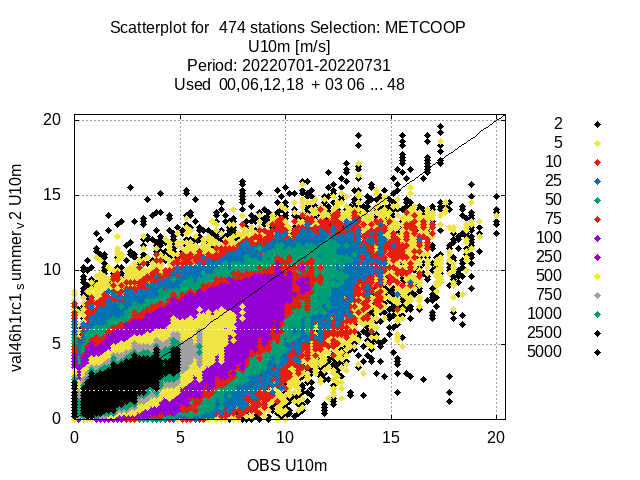 Scatterplot for 474 stations Selection: METCOOP
U10m [m/s]
Period: 20220701-20220731
Used 00,06,12,18 + 03 06 ... 48
val46h1rc1 summerv2 U10m
20
15
10
5
0
0 5 10 15 20
OBS U10m
2
5
10
25
50
75
100
250
500
750
1000
2500
5000